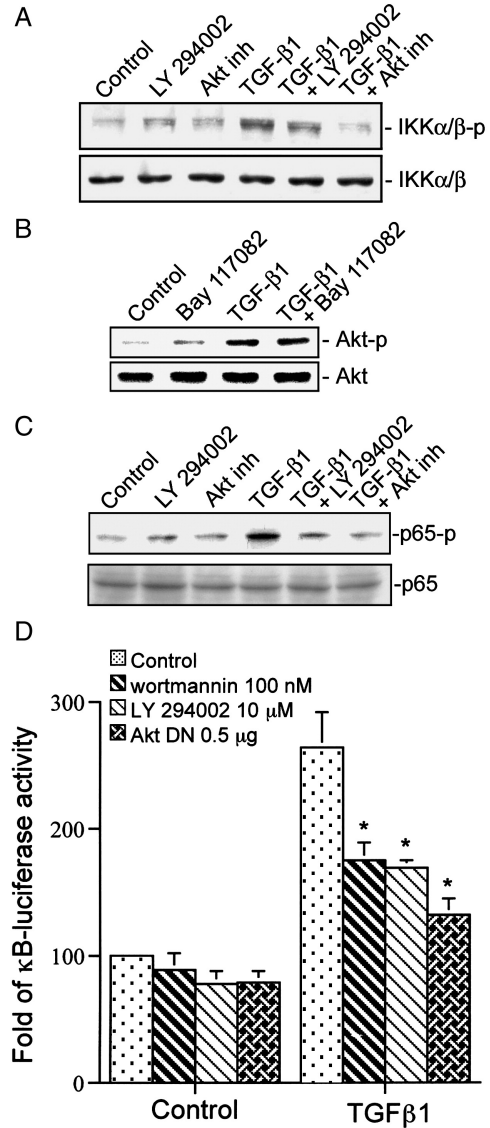 A
Control
LY 294002
Akt inh
TGF-β1
TGF-β1
+ LY 294002
TGF-β1
+ Akt inh
- IKKα/β-p
- IKKα/β
B
Control
Bay 117082
TGF-β1
TGF-β1
+ Bay 117082
- Akt-p
- Akt
C
Control
LY 294002
Akt inh
TGF-β1
TGF-β1
+ LY 294002
TGF-β1
+ Akt inh
-p65-p
-p65
D
Control
wortmannin 100 nM
LY 294002 10 μM
Akt DN 0.5 μg
Fold of κB-luciferase activity
300
200
100
0
*
*
*
Control
TGFβ1